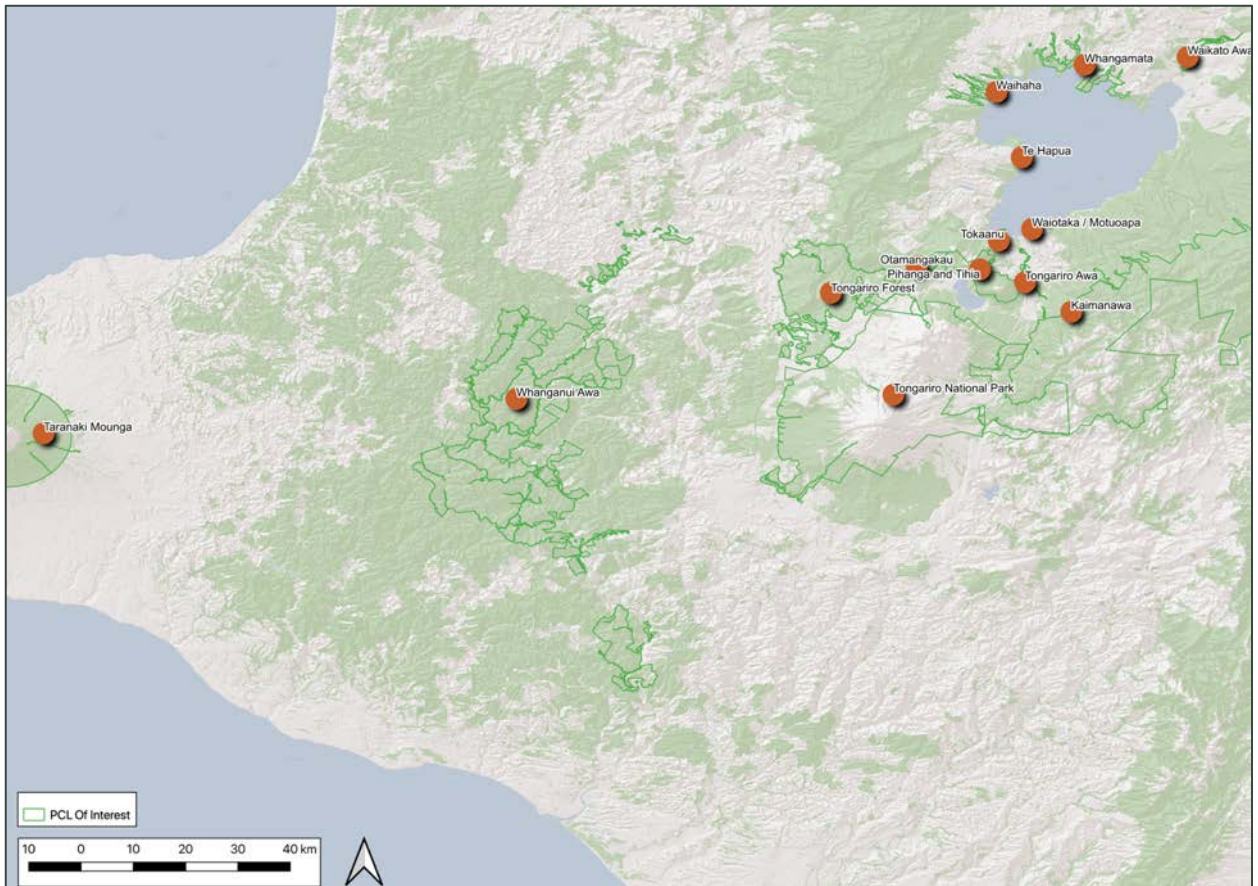 Waikato Awa
Whangamata
Waihaha
Te Hapua
Waiotaka / Motuoapa
Tokaanu
Otamangakau
Pihanga and Tihia
Tongariro Awa
Tongariro Forest
Kaimanawa
Tongariro National Park
Whanganui Awa
Taranaki Mounga
PCL Of Interest
10 0 10 20 30 40 km